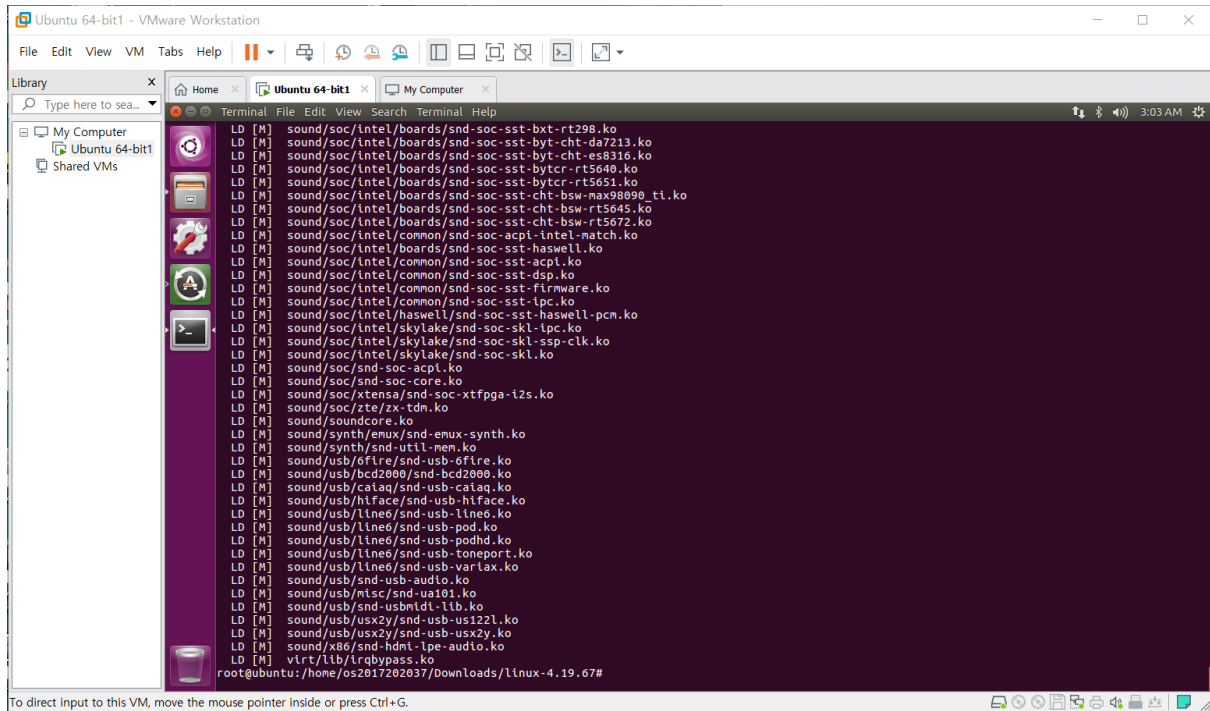 Ubuntu 64-bit1 - VMware Workstation
File Edit View VM Tabs Help
Library x
Type here to sea...
My Computer
Ubuntu 64-bit1
Shared VMs
Home Ubuntu 64-bit1 My Computer
Terminal File Edit View Search Terminal Help 3:03 AM
LD [M] sound/soc/intel/boards/snd-soc-sst-bxt-rt298.ko
LD [M] sound/soc/intel/boards/snd-soc-sst-byt-cht-da7213.ko
LD [M] sound/soc/intel/boards/snd-soc-sst-byt-cht-es8316.ko
LD [M] sound/soc/intel/boards/snd-soc-sst-bytcr-rt5640.ko
LD [M] sound/soc/intel/boards/snd-soc-sst-bytcr-rt5651.ko
LD [M] sound/soc/intel/boards/snd-soc-sst-cht-bsw-max98090_ti.ko
LD [M] sound/soc/intel/boards/snd-soc-sst-cht-bsw-rt5645.ko
LD [M] sound/soc/intel/boards/snd-soc-sst-cht-bsw-rt5672.ko
LD [M] sound/soc/intel/common/snd-soc-acpi-intel-match.ko
LD [M] sound/soc/intel/boards/snd-soc-sst-haswell.ko
LD [M] sound/soc/intel/common/snd-soc-sst-acpi.ko
LD [M] sound/soc/intel/common/snd-soc-sst-dsp.ko
LD [M] sound/soc/intel/common/snd-soc-sst-firmware.ko
LD [M] sound/soc/intel/common/snd-soc-sst-ipc.ko
LD [M] sound/soc/intel/haswell/snd-soc-sst-haswell-pcm.ko
LD [M] sound/soc/intel/skylake/snd-soc-skl-ipc.ko
LD [M] sound/soc/intel/skylake/snd-soc-skl-ssp-clk.ko
LD [M] sound/soc/intel/skylake/snd-soc-skl.ko
LD [M] sound/soc/snd-soc-acpi.ko
LD [M] sound/soc/snd-soc-core.ko
LD [M] sound/soc/xtensa/snd-soc-xtfpga-i2s.ko
LD [M] sound/soc/zte/zx-tdm.ko
LD [M] sound/soundcore.ko
LD [M] sound/synth/emux/snd-emux-synth.ko
LD [M] sound/synth/snd-util-mem.ko
LD [M] sound/usb/6fire/snd-usb-6fire.ko
LD [M] sound/usb/bcd2000/snd-bcd2000.ko
LD [M] sound/usb/caiaq/snd-usb-caiaq.ko
LD [M] sound/usb/hiface/snd-usb-hiface.ko
LD [M] sound/usb/line6/snd-usb-line6.ko
LD [M] sound/usb/line6/snd-usb-pod.ko
LD [M] sound/usb/line6/snd-usb-podhd.ko
LD [M] sound/usb/line6/snd-usb-toneport.ko
LD [M] sound/usb/line6/snd-usb-variax.ko
LD [M] sound/usb/snd-usb-audio.ko
LD [M] sound/usb/misc/snd-ua101.ko
LD [M] sound/usb/snd-usbmidi-lib.ko
LD [M] sound/usb/usx2y/snd-usb-us122l.ko
LD [M] sound/usb/usx2y/snd-usb-usx2y.ko
LD [M] sound/x86/snd-hdmi-lpe-audio.ko
LD [M] virt/lib/irqbypass.ko
root@ubuntu:/home/os2017202037/Downloads/linux-4.19.67#
To direct input to this VM, move the mouse pointer inside or press Ctrl+G.